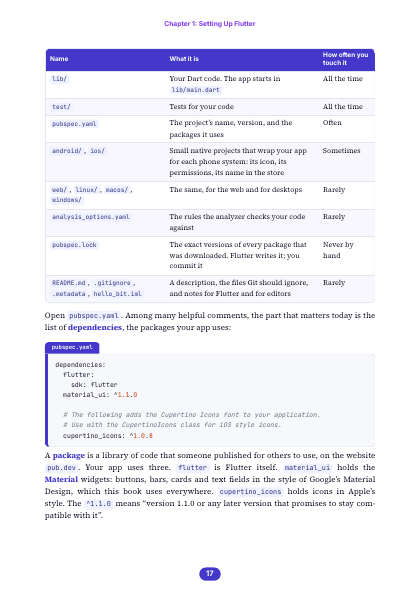 Chapter 1: Setting Up Flutter
Name What it is How often you touch it
lib/ Your Dart code. The app starts in All the time
lib/main.dart
test/ Tests for your code All the time
pubspec.yaml The project's name, version, and the Often
packages it uses
android/, ios/ Small native projects that wrap your app Sometimes
for each phone system: its icon, its
permissions, its name in the store
web/, linux/, macos/, The same, for the web and for desktops Rarely
windows/
analysis_options.yaml The rules the analyzer checks your code Rarely
against
pubspec.lock The exact versions of every package that Never by
was downloaded. Flutter writes it; you hand
commit it
README.md, .gitignore, A description, the files Git should ignore, Rarely
.metadata, hello_bit.iml and notes for Flutter and for editors
Open pubspec.yaml. Among many helpful comments, the part that matters today is the
list of dependencies, the packages your app uses:
pubspec.yaml
dependencies:
flutter:
sdk: flutter
material_ui: ^1.1.0
# The following adds the Cupertino Icons font to your application.
# Use with the CupertinoIcons class for iOS style icons.
cupertino_icons: ^1.0.8
A package is a library of code that someone published for others to use, on the website
pub.dev. Your app uses three. flutter is Flutter itself. material_ui holds the
Material widgets: buttons, bars, cards and text fields in the style of Google's Material
Design, which this book uses everywhere. cupertino_icons holds icons in Apple's
style. The ^1.1.0 means "version 1.1.0 or any later version that promises to stay com-
patible with it".
17